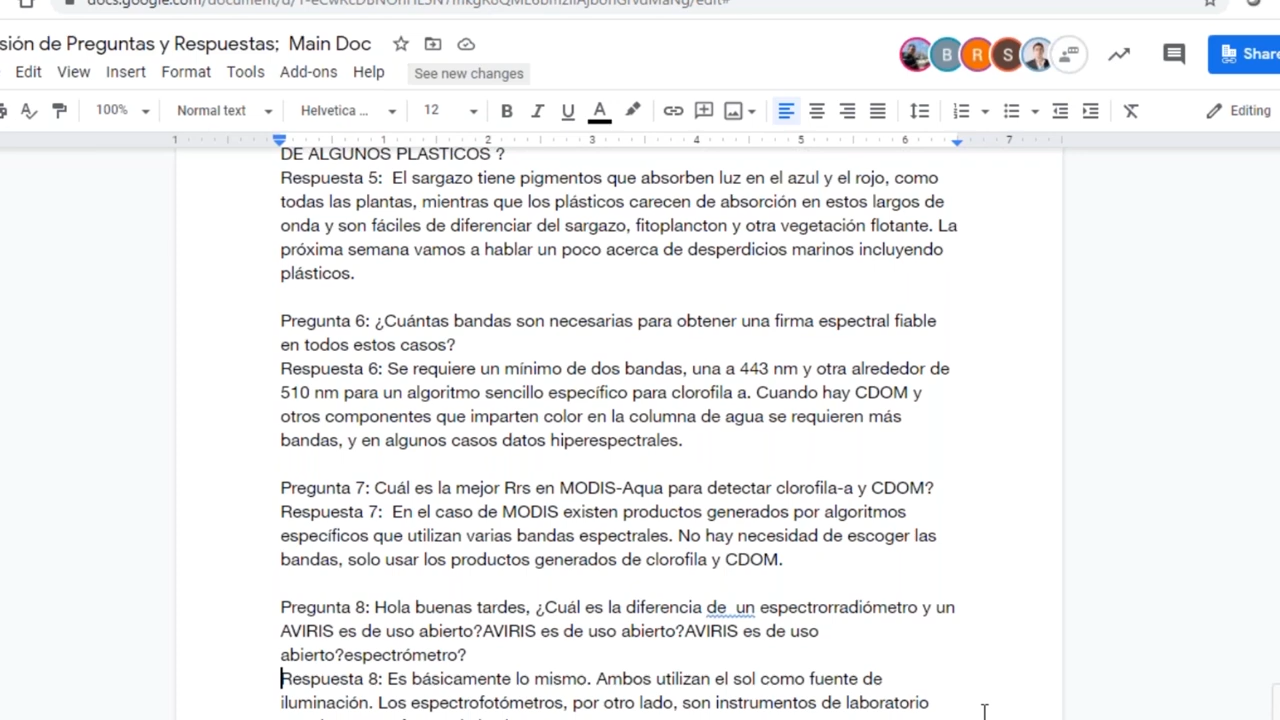 sión de Preguntas y Respuestas; Main Doc
Edit View Insert Format Tools Add-ons Help See new changes
B R S
Share
100% Normal text Helvetica ... 12 B I U A Editing
1 1 2 3 4 5 6 7
DE ALGUNOS PLASTICOS ?
Respuesta 5: El sargazo tiene pigmentos que absorben luz en el azul y el rojo, como
todas las plantas, mientras que los plásticos carecen de absorción en estos largos de
onda y son fáciles de diferenciar del sargazo, fitoplancton y otra vegetación flotante. La
próxima semana vamos a hablar un poco acerca de desperdicios marinos incluyendo
plásticos.
Pregunta 6: ¿Cuántas bandas son necesarias para obtener una firma espectral fiable
en todos estos casos?
Respuesta 6: Se requiere un mínimo de dos bandas, una a 443 nm y otra alrededor de
510 nm para un algoritmo sencillo específico para clorofila a. Cuando hay CDOM y
otros componentes que imparten color en la columna de agua se requieren más
bandas, y en algunos casos datos hiperespectrales.
Pregunta 7: Cuál es la mejor Rrs en MODIS-Aqua para detectar clorofila-a y CDOM?
Respuesta 7: En el caso de MODIS existen productos generados por algoritmos
específicos que utilizan varias bandas espectrales. No hay necesidad de escoger las
bandas, solo usar los productos generados de clorofila y CDOM.
Pregunta 8: Hola buenas tardes, ¿Cuál es la diferencia de un espectrorradiómetro y un
AVIRIS es de uso abierto?AVIRIS es de uso abierto?AVIRIS es de uso
abierto?espectrómetro?
Respuesta 8: Es básicamente lo mismo. Ambos utilizan el sol como fuente de
iluminación. Los espectrofotómetros, por otro lado, son instrumentos de laboratorio